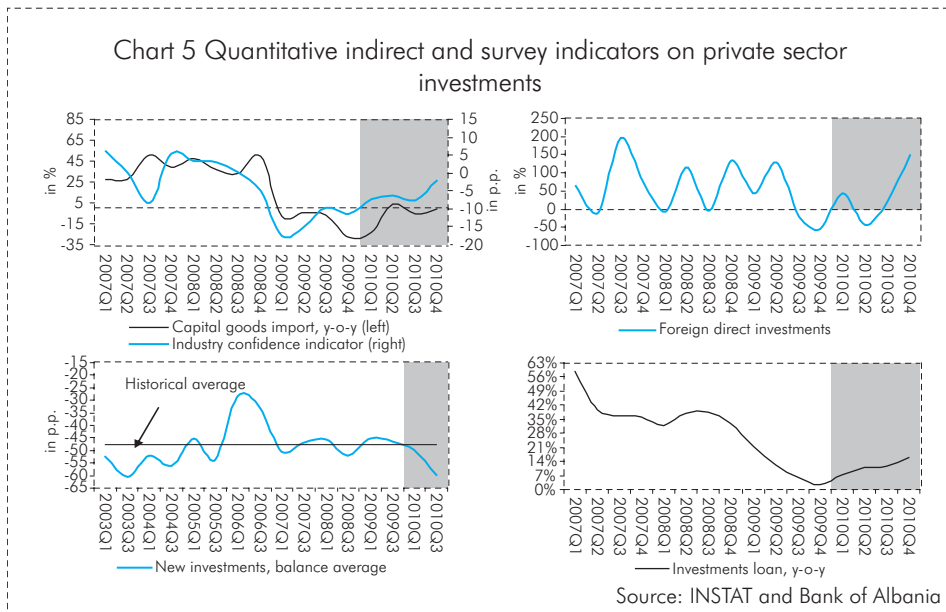 Chart 5 Quantitative indirect and survey indicators on private sector
investments
85
65
45
25
5
-15
-35
in %
15
10
5
0
-5
-10
-15
-20
in p.p.
2007Q1
2007Q2
2007Q3
2007Q4
2008Q1
2008Q2
2008Q3
2008Q4
2009Q1
2009Q2
2009Q3
2009Q4
2010Q1
2010Q2
2010Q3
2010Q4
Capital goods import, y-o-y (left)
Industry confidence indicator (right)
250
200
150
100
50
0
-50
-100
in %
2007Q1
2007Q2
2007Q3
2007Q4
2008Q1
2008Q2
2008Q3
2008Q4
2009Q1
2009Q2
2009Q3
2009Q4
2010Q1
2010Q2
2010Q3
2010Q4
Foreign direct investments
-15
-20
-25
-30
-35
-40
-45
-50
-55
-60
-65
in p.p.
Historical average
2003Q1
2003Q3
2004Q1
2004Q3
2005Q1
2005Q3
2006Q1
2006Q3
2007Q1
2007Q3
2008Q1
2008Q3
2009Q1
2009Q3
2010Q1
2010Q3
New investments, balance average
63%
56%
49%
42%
35%
28%
21%
14%
7%
0%
2007Q1
2007Q2
2007Q3
2007Q4
2008Q1
2008Q2
2008Q3
2008Q4
2009Q1
2009Q2
2009Q3
2009Q4
2010Q1
2010Q2
2010Q3
2010Q4
Investments loan, y-o-y
Source: INSTAT and Bank of Albania